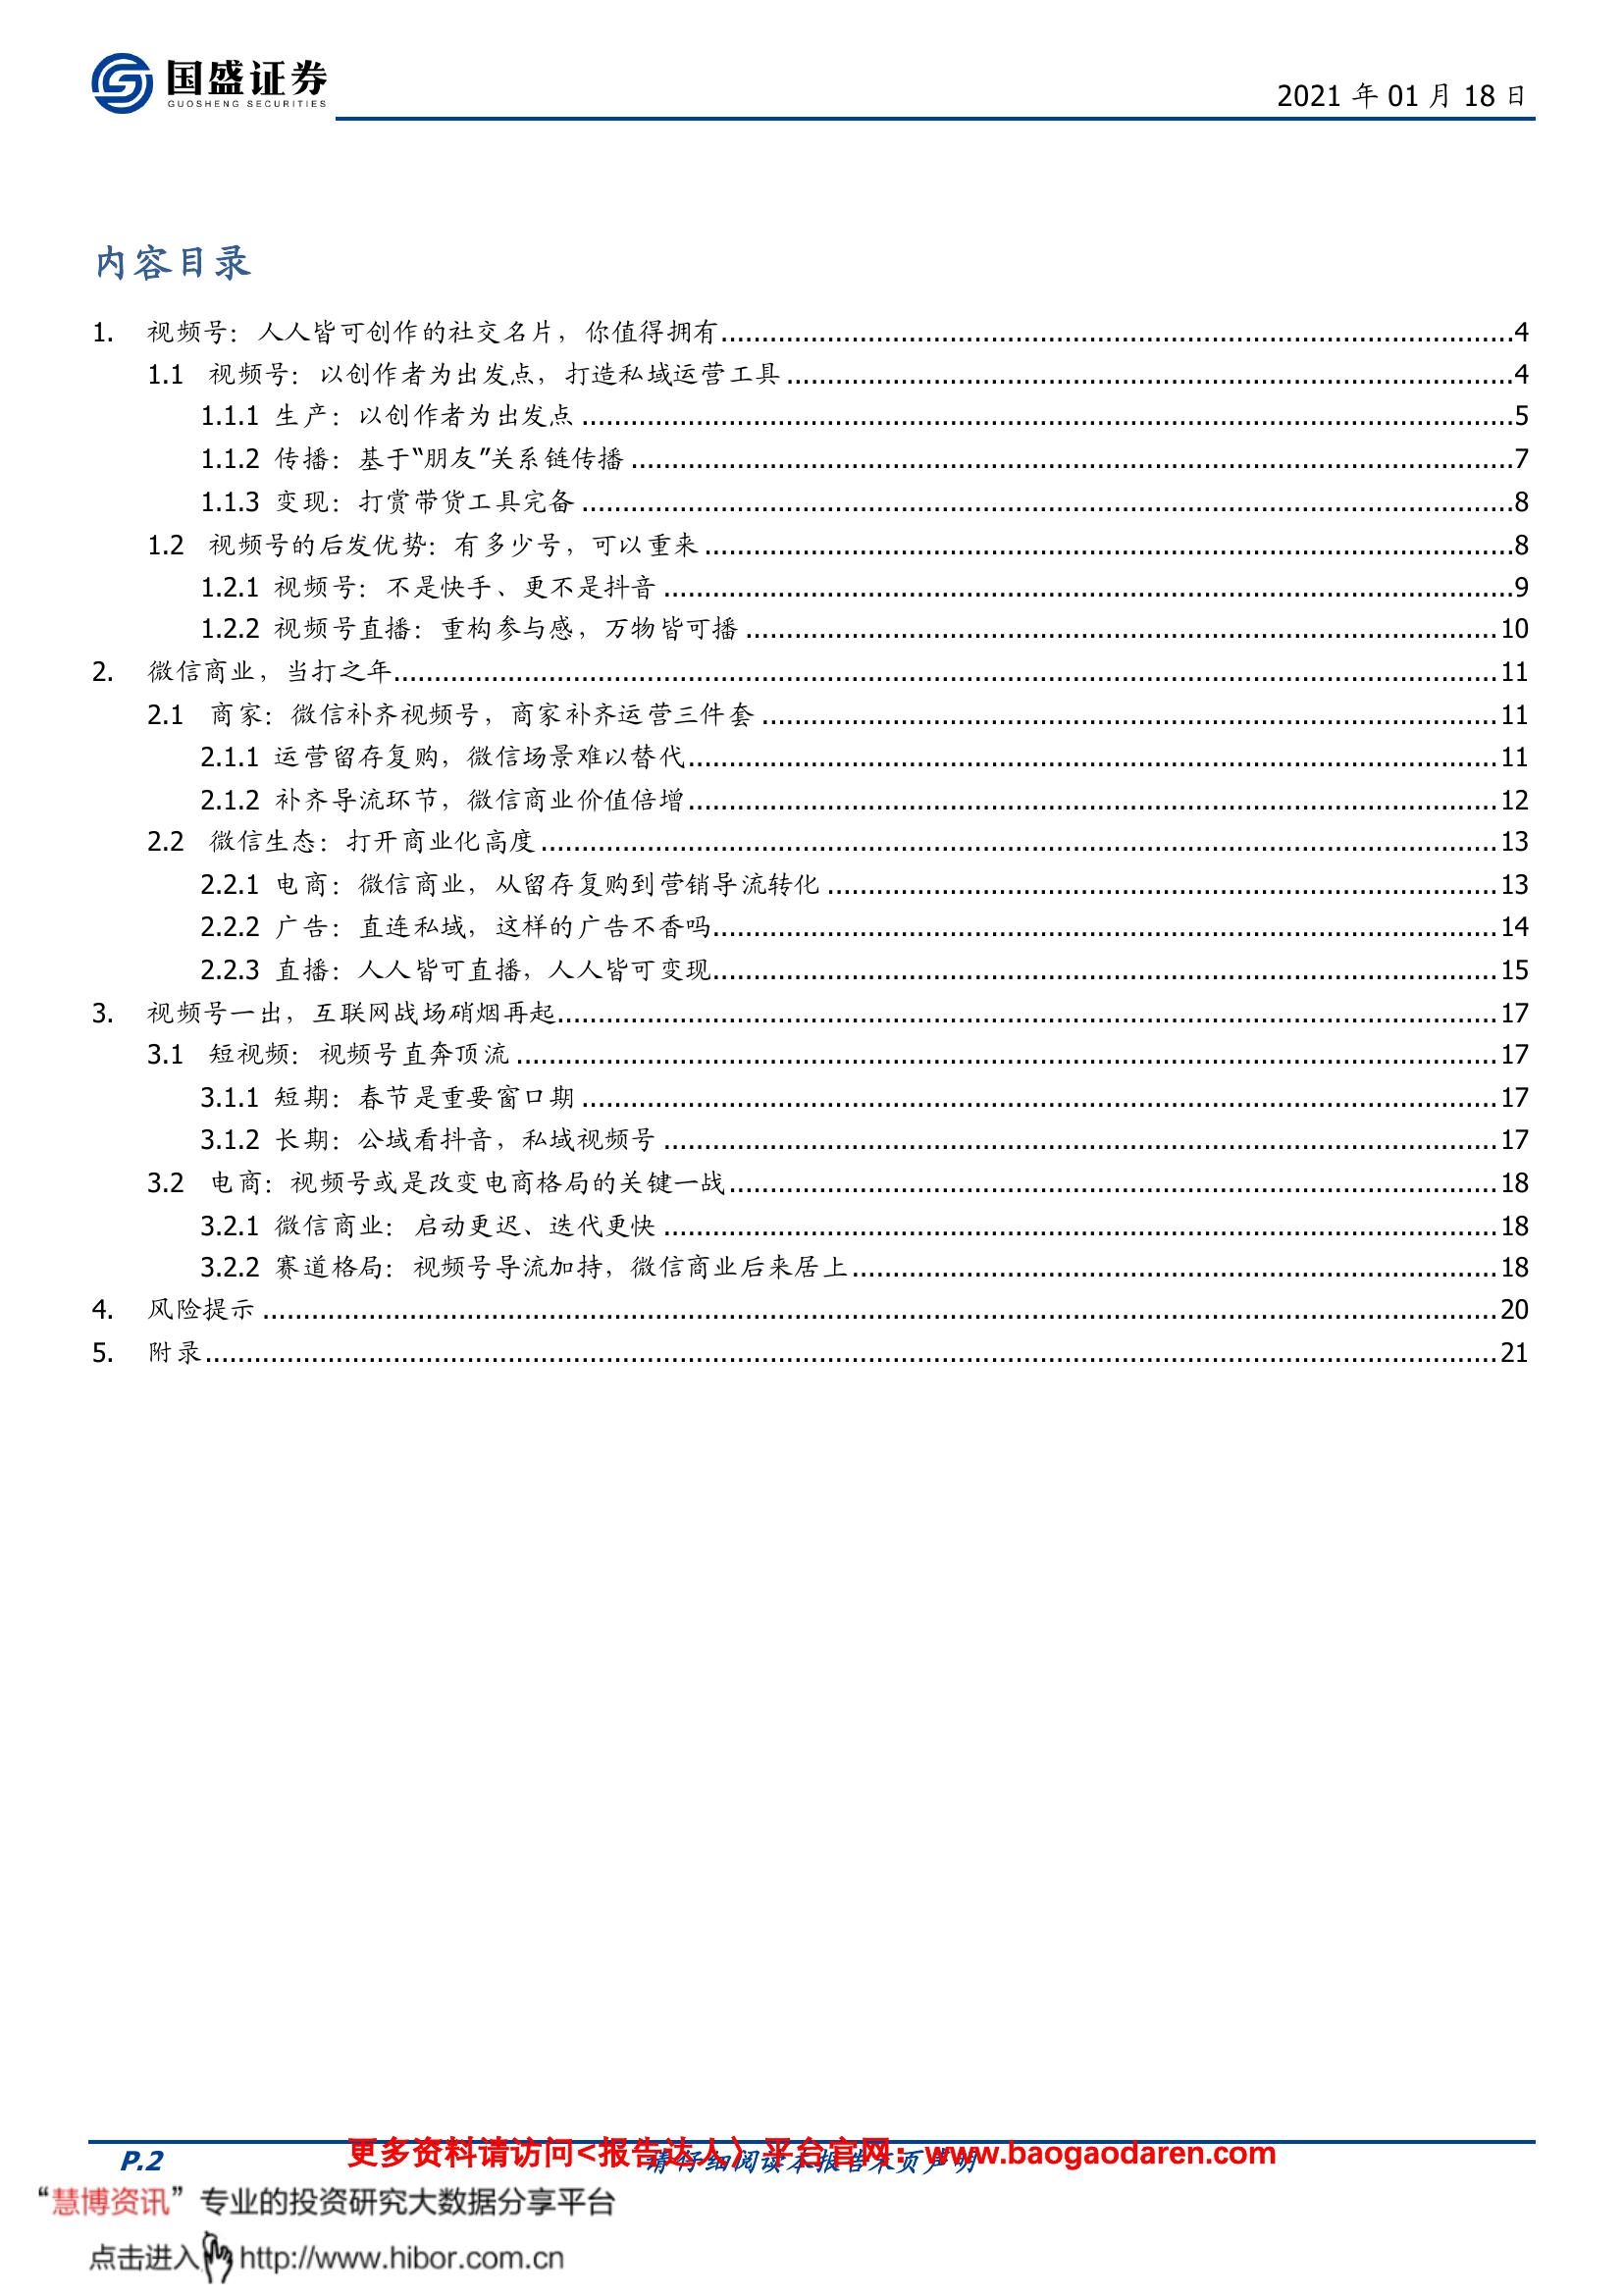 国盛证券
GUOSHENG SECURITIES
2021 年 01 月 18 日
内容目录
1. 视频号：人人皆可创作的社交名片，你值得拥有 4
1.1 视频号：以创作者为出发点，打造私域运营工具 4
1.1.1 生产：以创作者为出发点 5
1.1.2 传播：基于“朋友”关系链传播 7
1.1.3 变现：打赏带货工具完备 8
1.2 视频号的后发优势：有多少号，可以重来 8
1.2.1 视频号：不是快手、更不是抖音 9
1.2.2 视频号直播：重构参与感，万物皆可播 10
2. 微信商业，当打之年 11
2.1 商家：微信补齐视频号，商家补齐运营三件套 11
2.1.1 运营留存复购，微信场景难以替代 11
2.1.2 补齐导流环节，微信商业价值倍增 12
2.2 微信生态：打开商业化高度 13
2.2.1 电商：微信商业，从留存复购到营销导流转化 13
2.2.2 广告：直连私域，这样的广告不香吗 14
2.2.3 直播：人人皆可直播，人人皆可变现 15
3. 视频号一出，互联网战场硝烟再起 17
3.1 短视频：视频号直奔顶流 17
3.1.1 短期：春节是重要窗口期 17
3.1.2 长期：公域看抖音，私域视频号 17
3.2 电商：视频号或是改变电商格局的关键一战 18
3.2.1 微信商业：启动更迟、迭代更快 18
3.2.2 赛道格局：视频号导流加持，微信商业后来居上 18
4. 风险提示 20
5. 附录 21
更多资料请访问<报告达人〉平台官网：www.baogaodaren.com
P.2 请仔细阅读本报告末页声明
“慧博资讯”专业的投资研究大数据分享平台
点击进入 http://www.hibor.com.cn